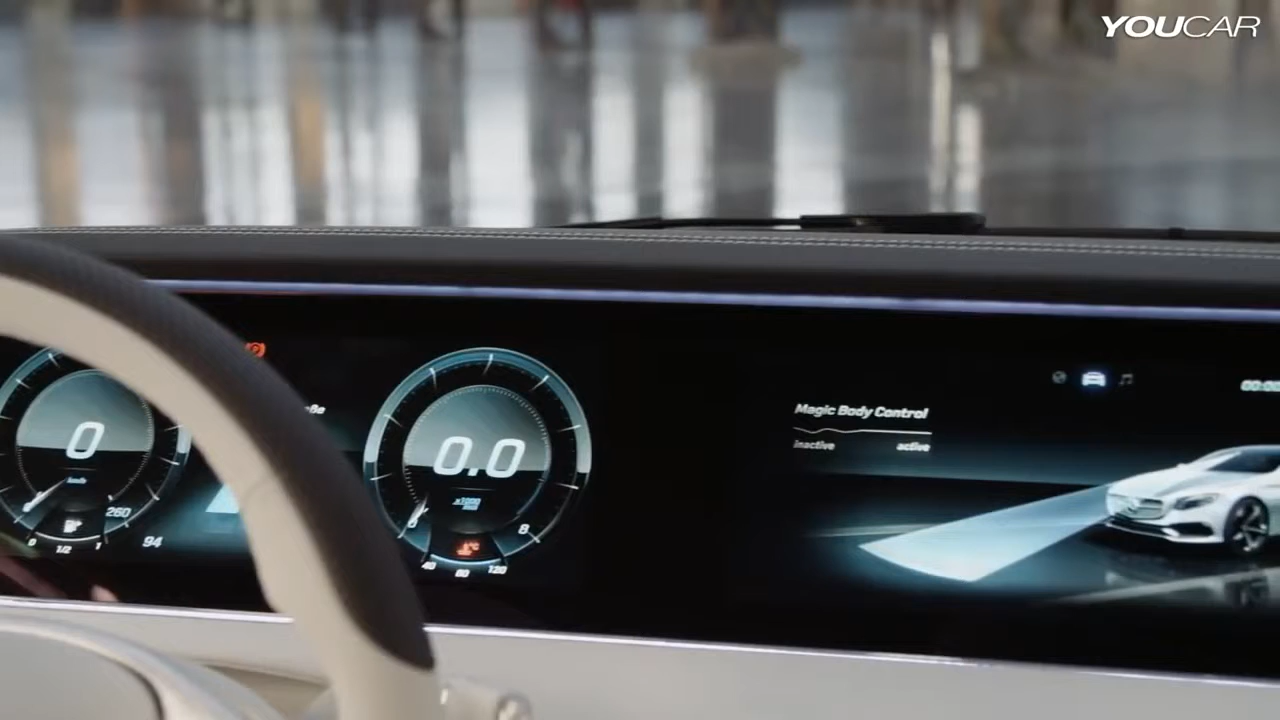 YOUCAR
0
km/h
260
0 1/2 1
94
0.0
x1000
8
40 80 120
Magic Body Control
inactive active